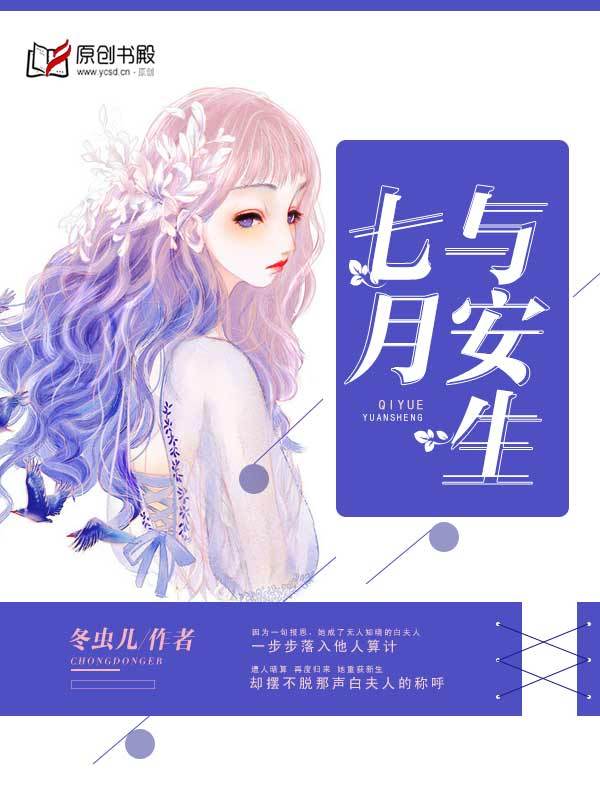 原创书殿
www.ycsd.cn - 原创
七月
与安生
QIYUE
YUANSHENG
冬虫儿/作者
CHONGDONGER
因为一句报恩，她成了无人知晓的白夫人
一步步落入他人算计
遭人暗算 再度归来 她重获新生
却摆不脱那声白夫人的称呼